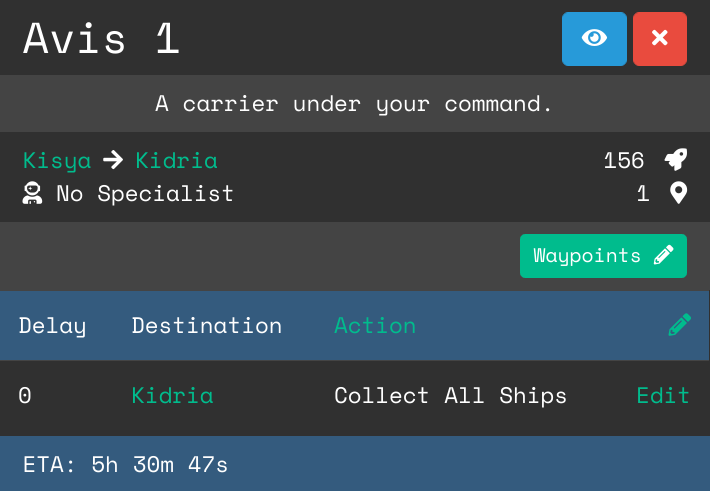 Avis 1
A carrier under your command.
Kisya → Kidria 156
No Specialist 1
Waypoints
Delay Destination Action
0 Kidria Collect All Ships Edit
ETA: 5h 30m 47s